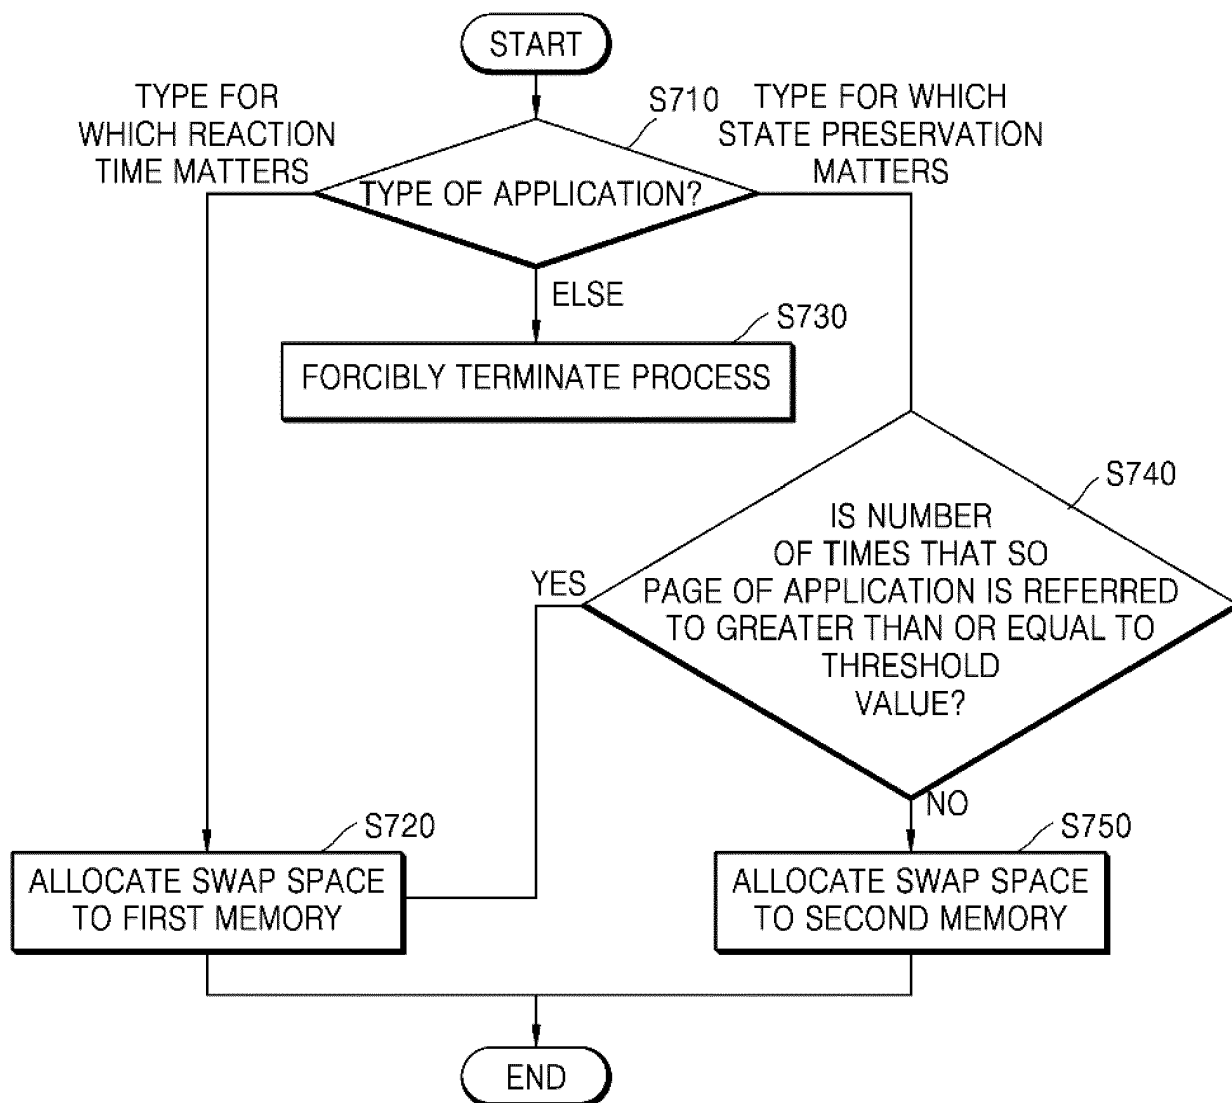 START
TYPE FOR
WHICH REACTION
TIME MATTERS
S710
TYPE FOR WHICH
STATE PRESERVATION
MATTERS
TYPE OF APPLICATION?
ELSE
S730
FORCIBLY TERMINATE PROCESS
S740
IS NUMBER
OF TIMES THAT SO
PAGE OF APPLICATION IS REFERRED
TO GREATER THAN OR EQUAL TO
THRESHOLD
VALUE?
YES
NO
S720
ALLOCATE SWAP SPACE
TO FIRST MEMORY
S750
ALLOCATE SWAP SPACE
TO SECOND MEMORY
END